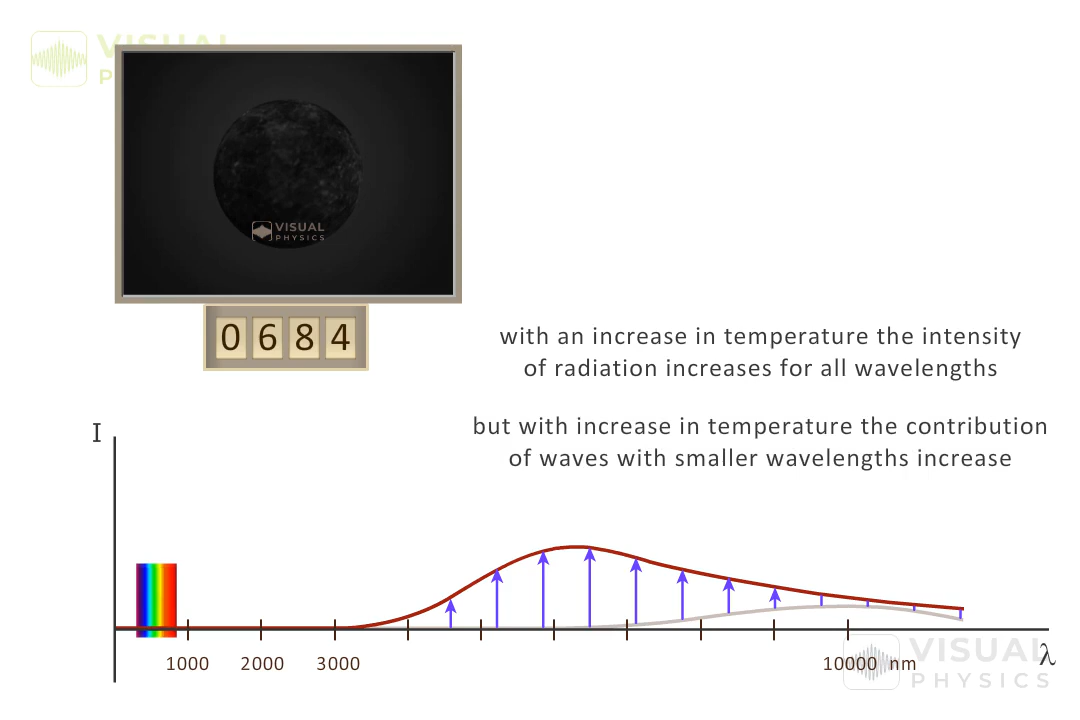 VISUAL
P
VISUAL
PHYSICS
0684
with an increase in temperature the intensity
of radiation increases for all wavelengths
but with increase in temperature the contribution
of waves with smaller wavelengths increase
I
1000 2000 3000 10000 nm λ
VISUAL
PHYSICS